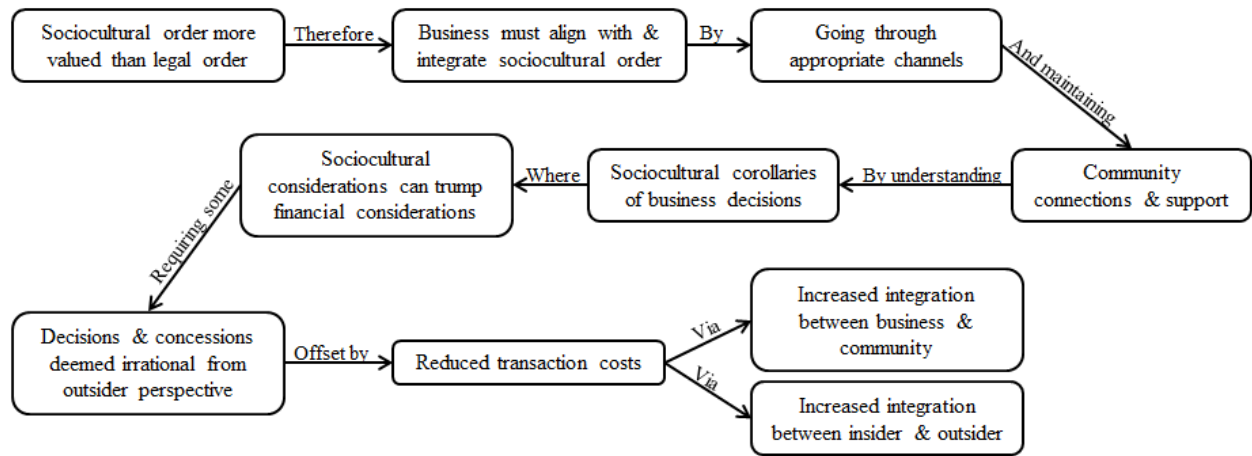 Sociocultural order more
valued than legal order
Therefore
Business must align with &
integrate sociocultural order
By
Going through
appropriate channels
And maintaining
Community
connections & support
By understanding
Sociocultural corollaries
of business decisions
Where
Sociocultural
considerations can trump
financial considerations
Requiring some
Decisions & concessions
deemed irrational from
outsider perspective
Offset by
Reduced transaction costs
Via
Increased integration
between business &
community
Via
Increased integration
between insider & outsider